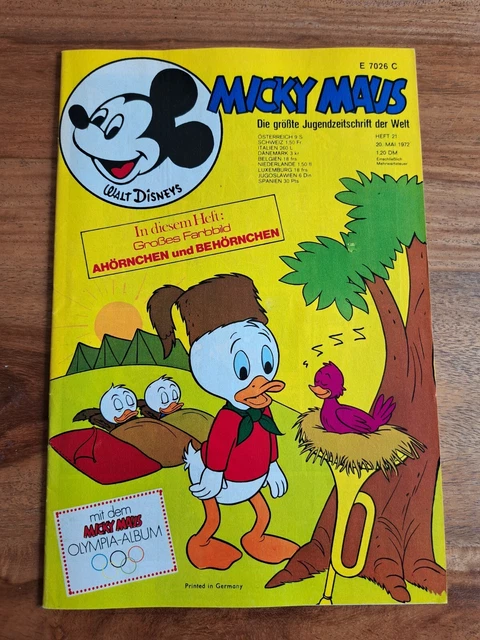 E 7026 C
MICKY MAUS
Die größte Jugendzeitschrift der Welt
ÖSTERREICH 9 S
SCHWEIZ 1.50 Fr
ITALIEN 260 L
DÄNEMARK 3 kr
BELGIEN 18 frs
NIEDERLANDE 1.50 fl
LUXEMBURG 18 frs
JUGOSLAWIEN 6 Din
SPANIEN 30 Pts
HEFT 21
20. MAI 1972
1.20 DM
Einschließlich
Mehrwertsteuer
WALT DISNEYS
In diesem Heft:
Großes Farbbild
AHÖRNCHEN und BEHÖRNCHEN
Z Z Z Z Z
mit dem
MICKY MAUS
OLYMPIA-ALBUM
Printed in Germany